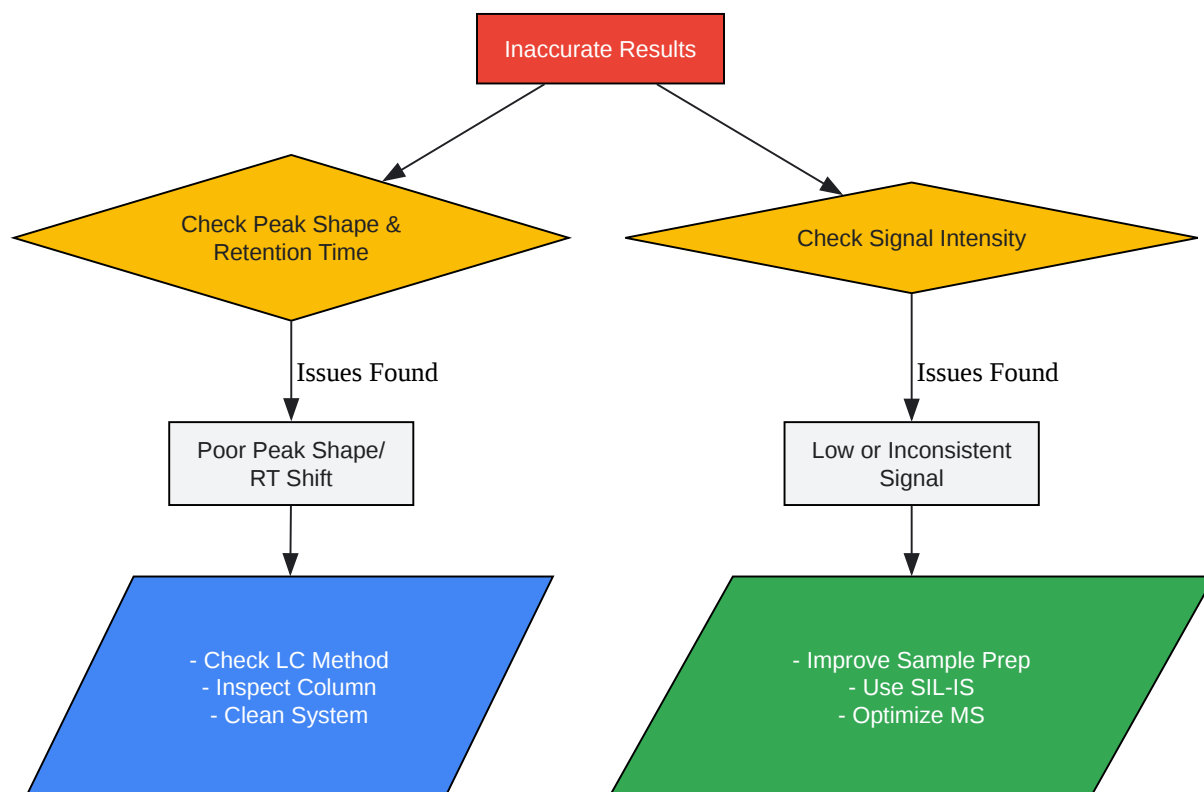 Inaccurate Results
Check Peak Shape &
Retention Time
Check Signal Intensity
Issues Found
Issues Found
Poor Peak Shape/
RT Shift
Low or Inconsistent
Signal
- Check LC Method
- Inspect Column
- Clean System
- Improve Sample Prep
- Use SIL-IS
- Optimize MS